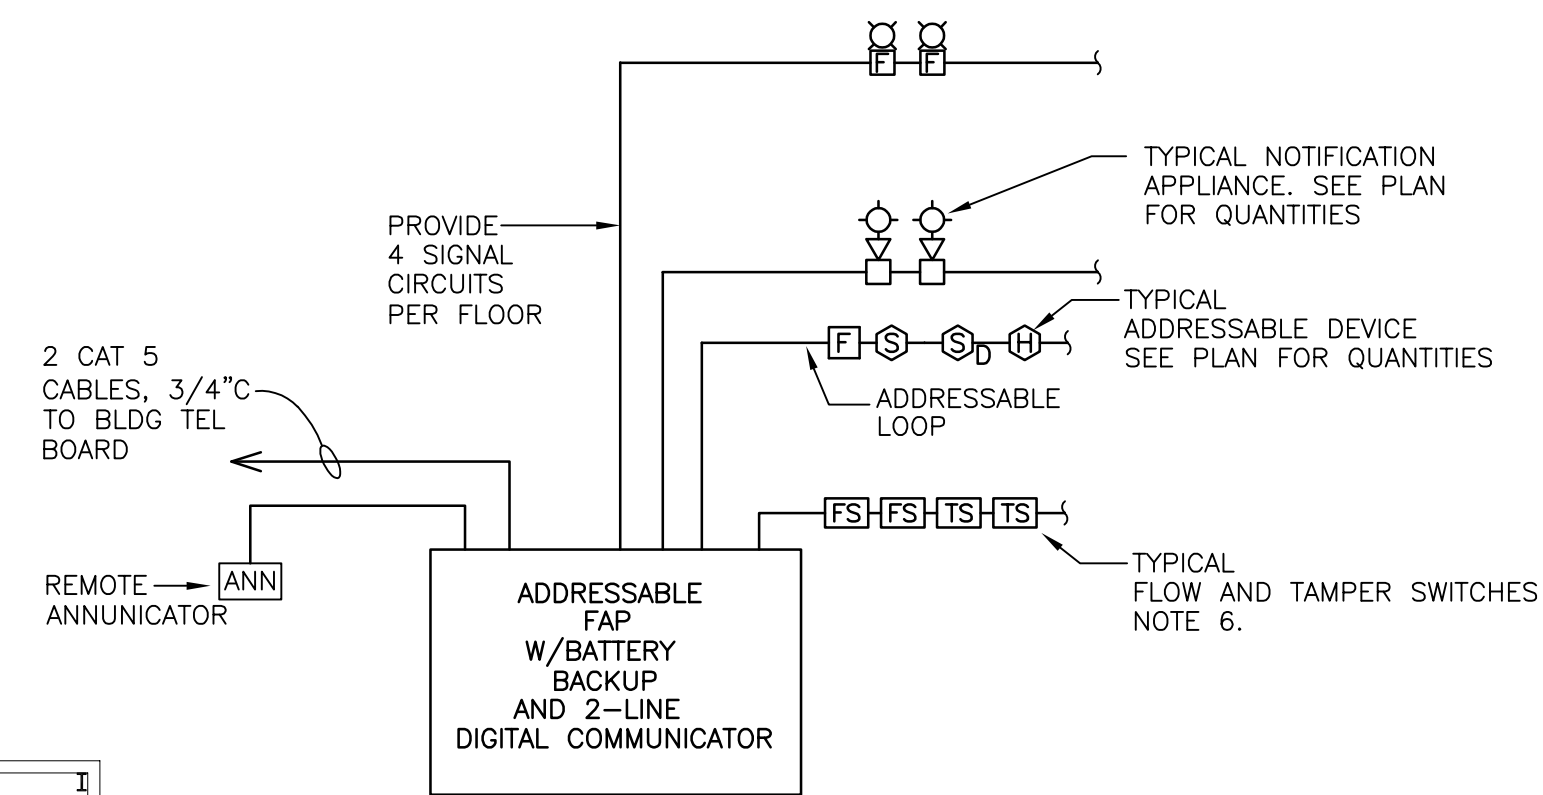 F F
TYPICAL NOTIFICATION
APPLIANCE. SEE PLAN
FOR QUANTITIES
PROVIDE
4 SIGNAL
CIRCUITS
PER FLOOR
TYPICAL
ADDRESSABLE DEVICE
SEE PLAN FOR QUANTITIES
F S S D H
ADDRESSABLE
LOOP
2 CAT 5
CABLES, 3/4"C
TO BLDG TEL
BOARD
FS FS TS TS
TYPICAL
FLOW AND TAMPER SWITCHES
NOTE 6.
REMOTE
ANNUNICATOR
ANN
ADDRESSABLE
FAP
W/BATTERY
BACKUP
AND 2-LINE
DIGITAL COMMUNICATOR
I